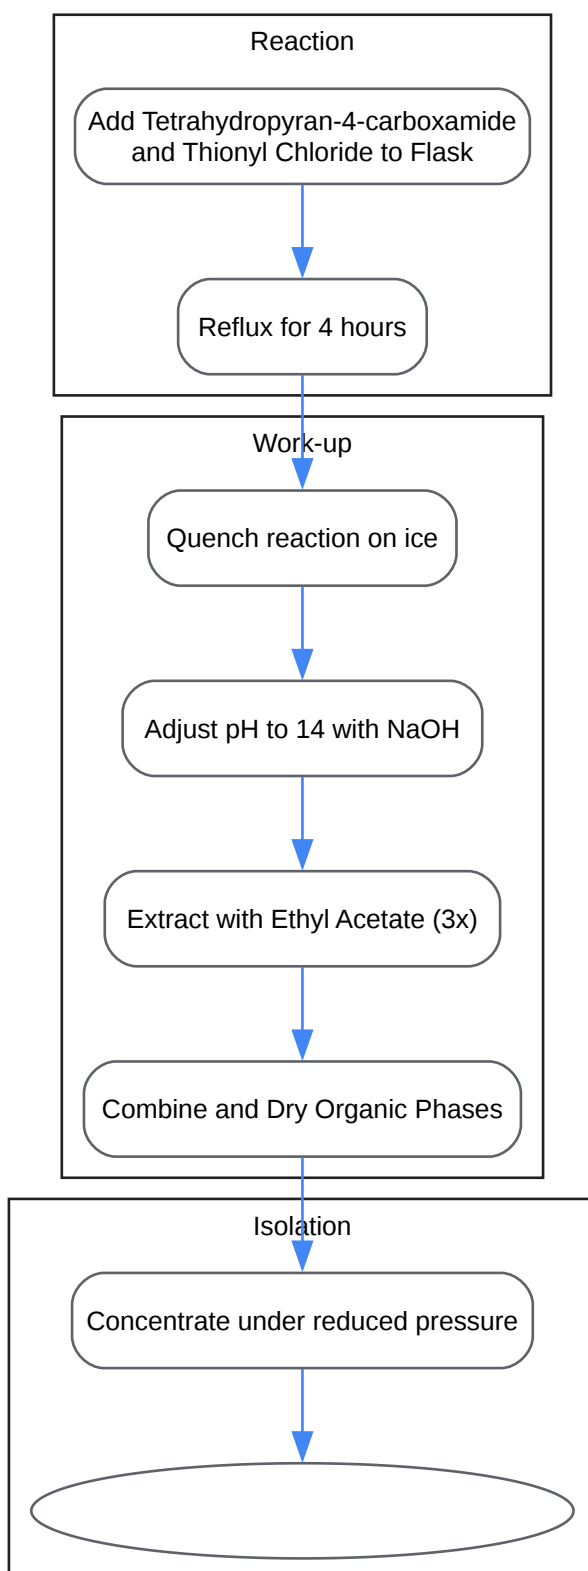 Reaction
Add Tetrahydropyran-4-carboxamide
and Thionyl Chloride to Flask
Reflux for 4 hours
Work-up
Quench reaction on ice
Adjust pH to 14 with NaOH
Extract with Ethyl Acetate (3x)
Combine and Dry Organic Phases
Isolation
Concentrate under reduced pressure